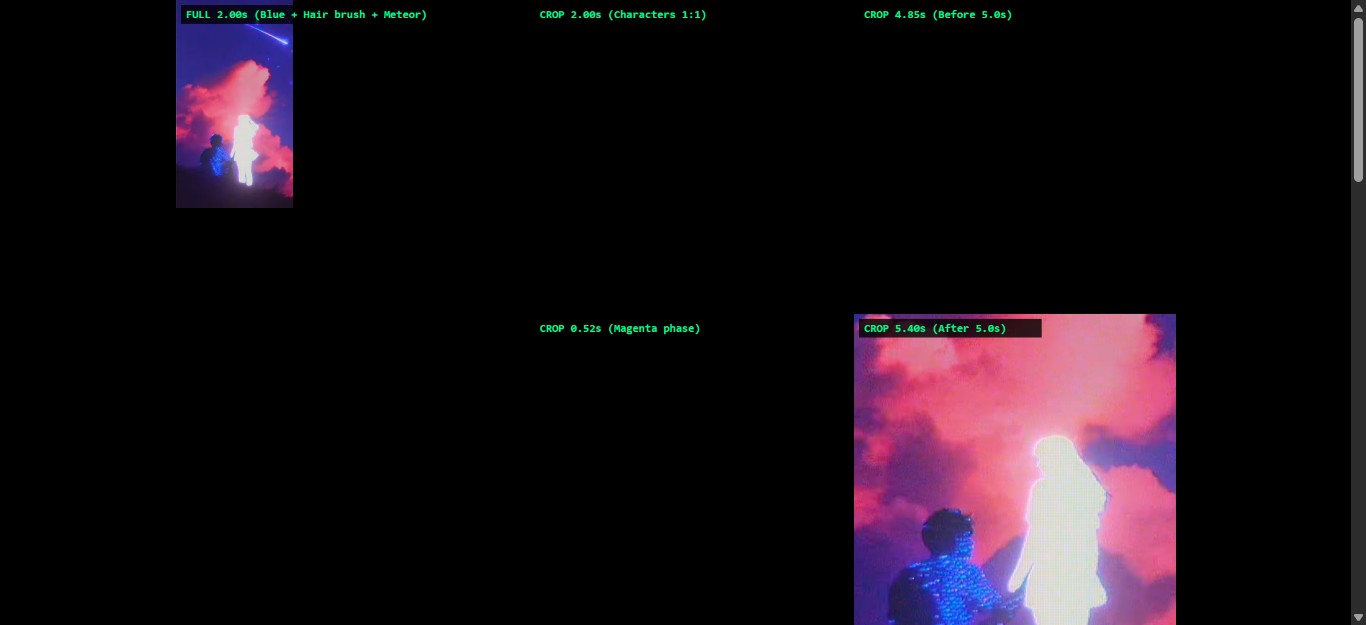 FULL 2.00s (Blue + Hair brush + Meteor)
CROP 2.00s (Characters 1:1)
CROP 4.85s (Before 5.0s)
CROP 0.52s (Magenta phase)
CROP 5.40s (After 5.0s)